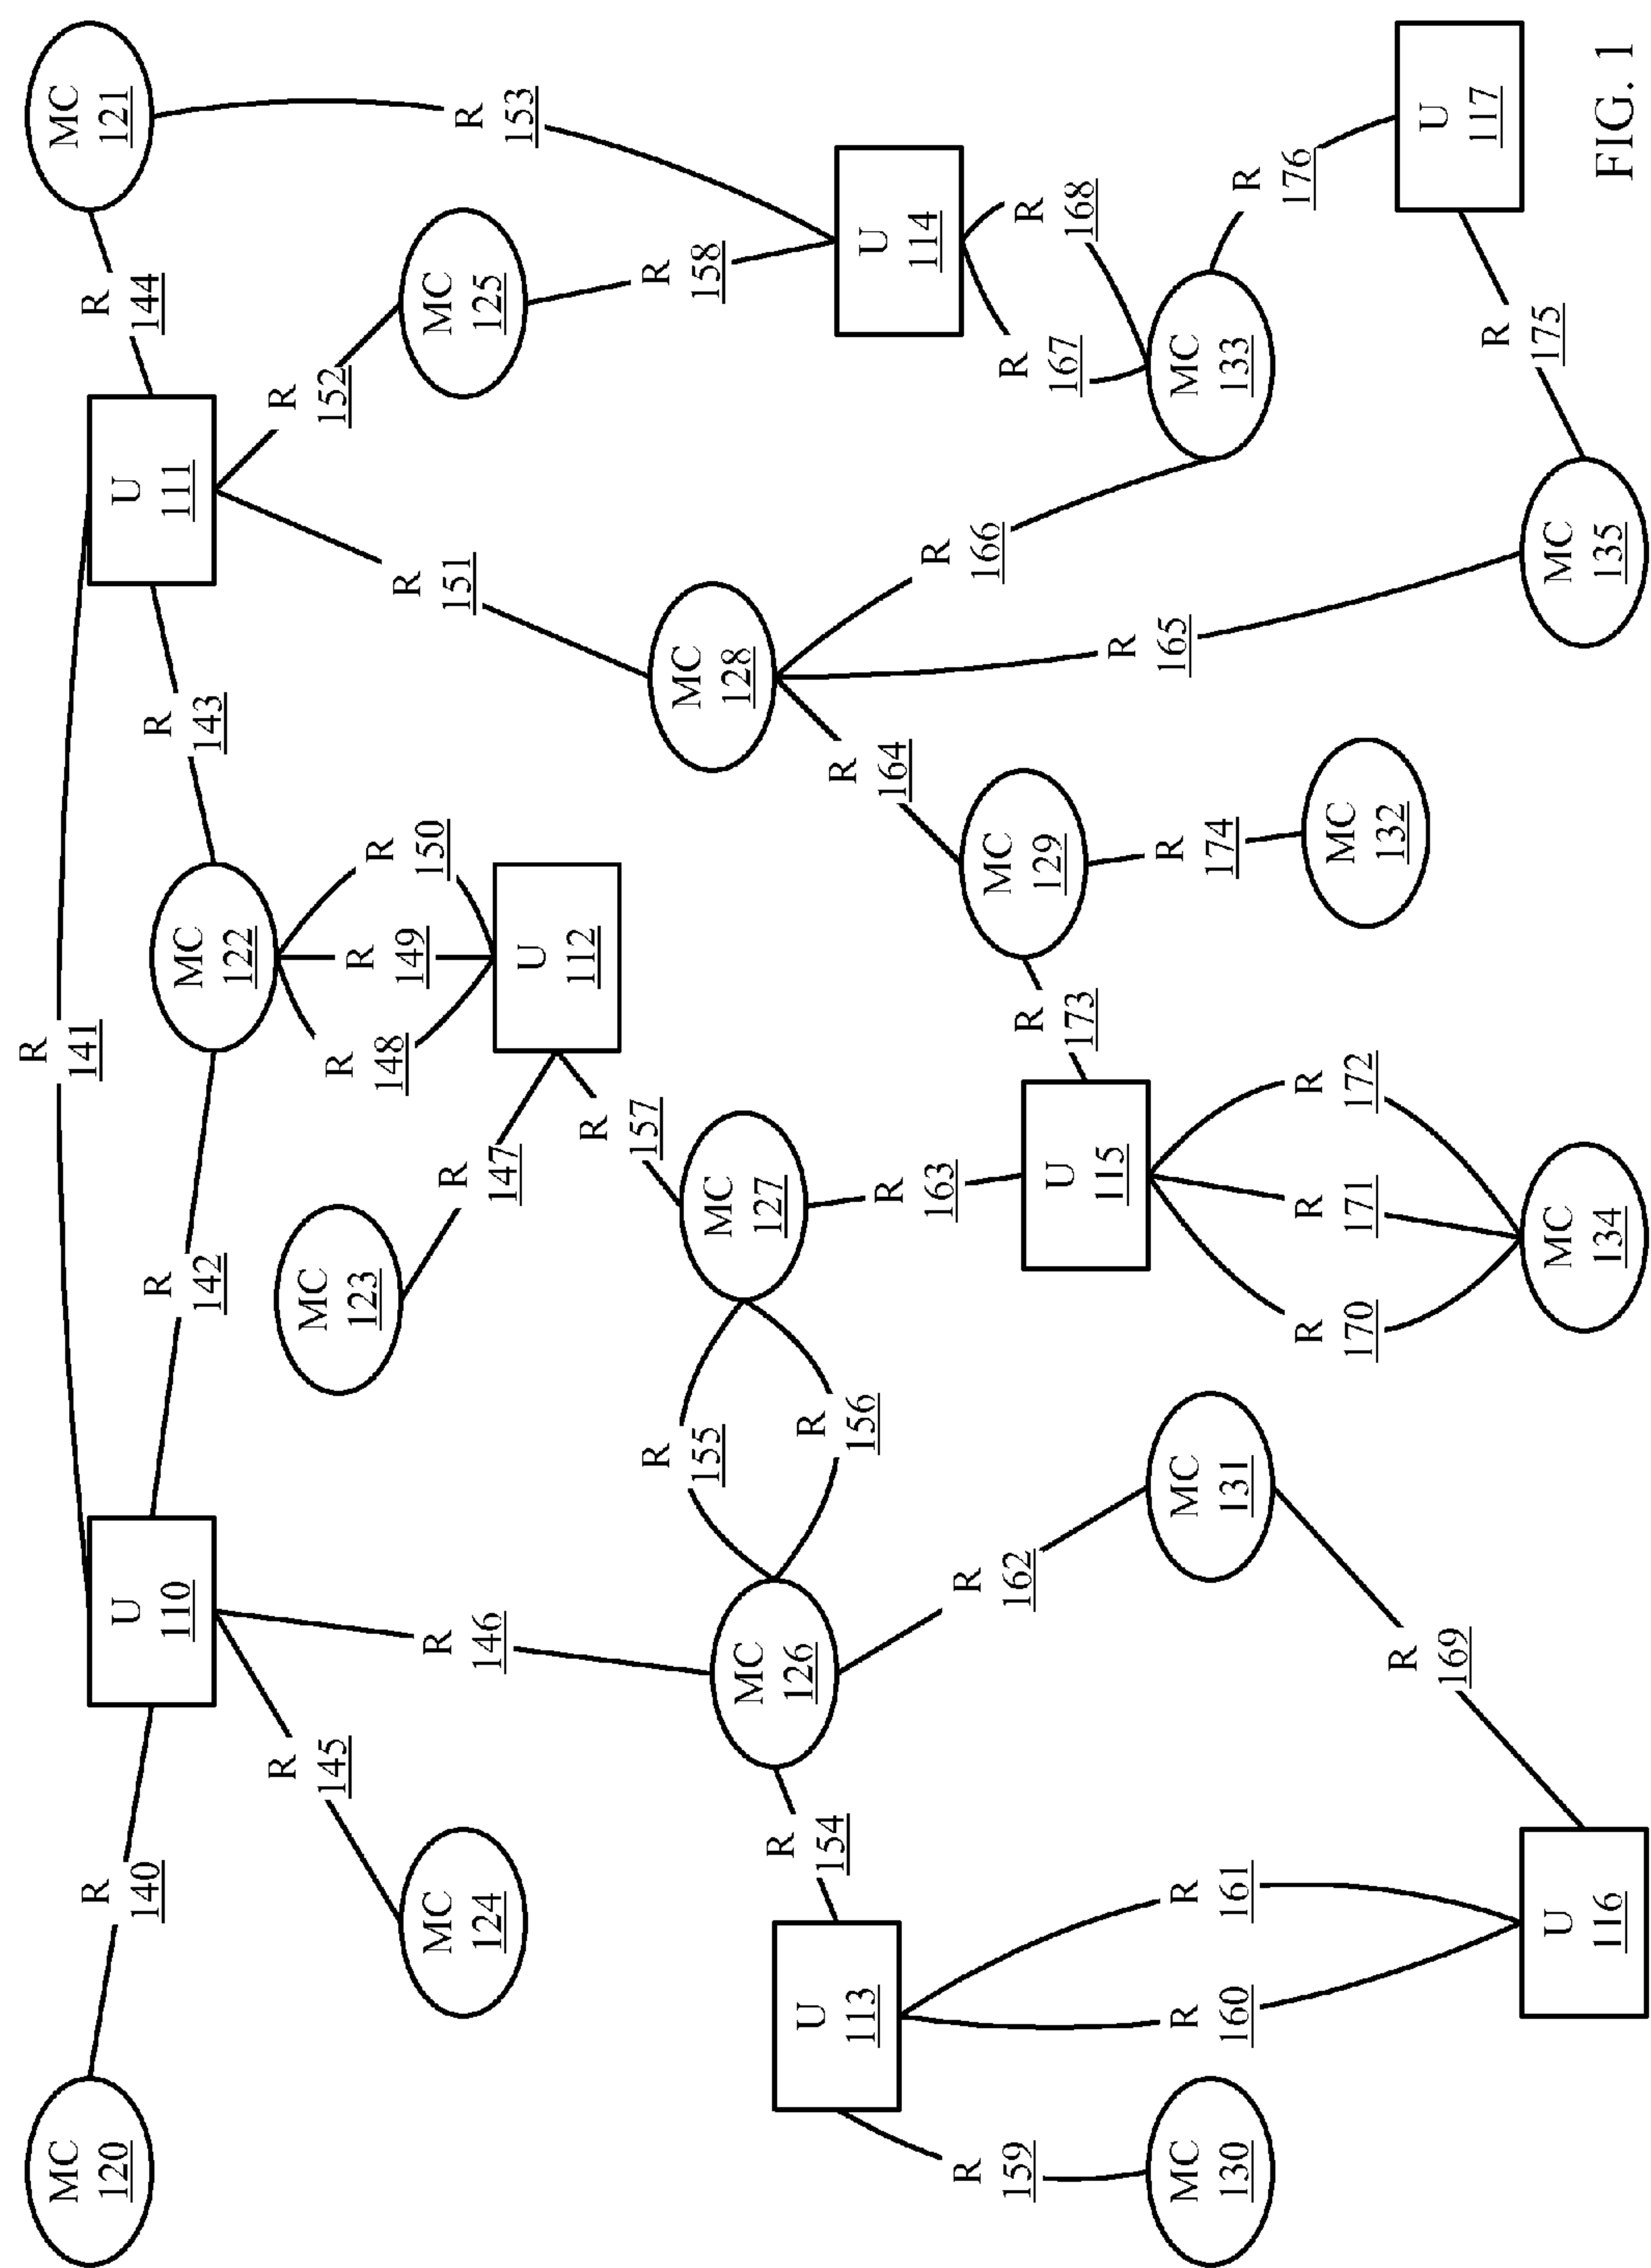 R
141
MC
120
R
140
U
110
U
111
R
144
MC
121
R
142
MC
122
R
143
R
145
MC
123
R
148
R
149
R
150
R
152
MC
124
R
146
R
147
R
151
MC
125
R
153
U
112
R
157
R
155
R
158
MC
126
MC
127
MC
128
R
154
R
156
U
113
R
163
R
164
U
114
R
159
R
162
R
166
MC
129
R
173
R
167
R
168
U
115
R
165
MC
130
R
160
R
161
MC
131
R
174
MC
133
R
176
R
170
R
171
R
172
MC
132
R
169
U
117
R
175
U
116
MC
134
MC
135
FIG. 1